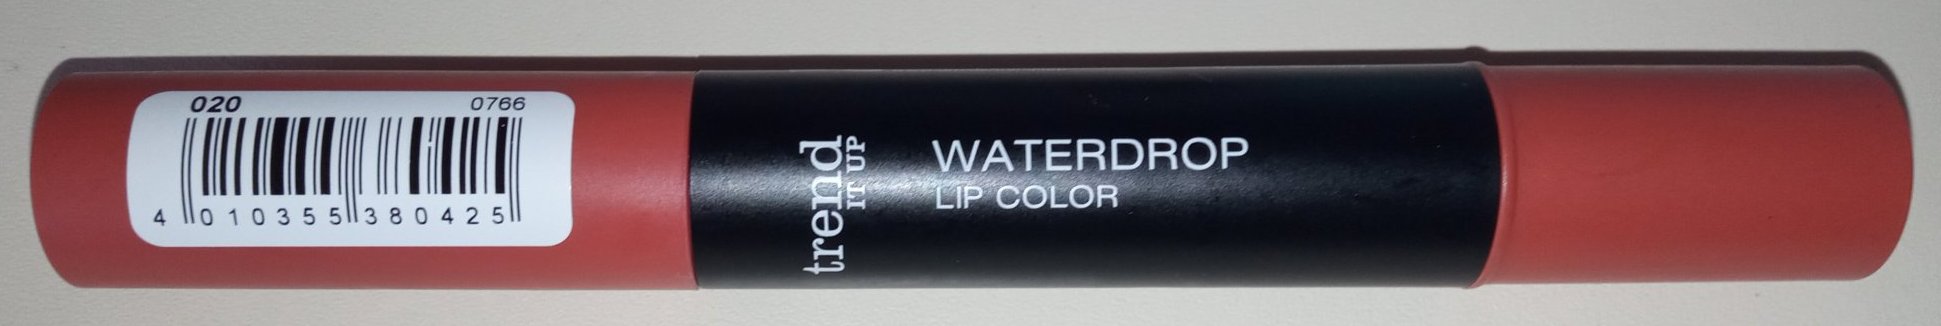 020 0766
4 010355 380425
trend
IT UP
WATERDROP
LIP COLOR